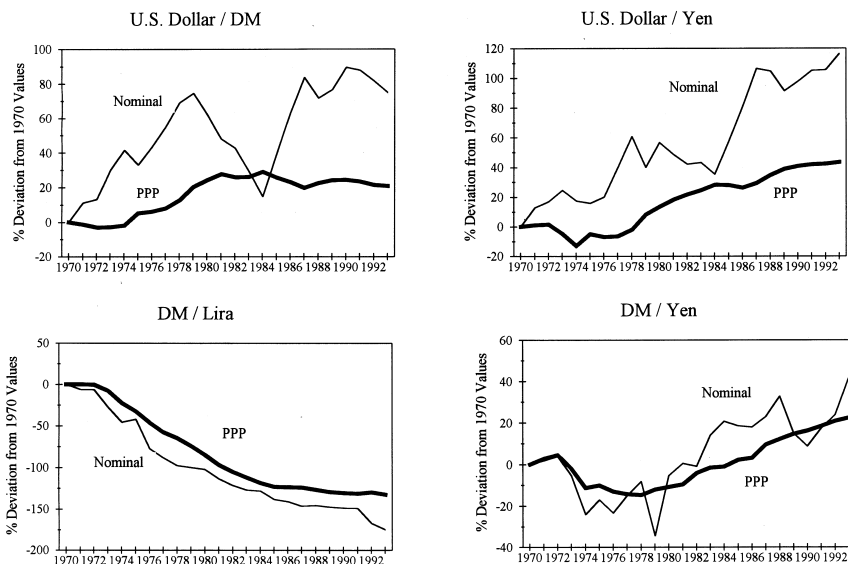 U.S. Dollar / DM
% Deviation from 1970 Values
100
80
60
40
20
0
-20
Nominal
PPP
1970 1972 1974 1976 1978 1980 1982 1984 1986 1988 1990 1992
U.S. Dollar / Yen
% Deviation from 1970 Values
120
100
80
60
40
20
0
-20
Nominal
PPP
1970 1972 1974 1976 1978 1980 1982 1984 1986 1988 1990 1992
DM / Lira
% Deviation from 1970 Values
50
0
-50
-100
-150
-200
PPP
Nominal
1970 1972 1974 1976 1978 1980 1982 1984 1986 1988 1990 1992
DM / Yen
% Deviation from 1970 Values
60
40
20
0
-20
-40
Nominal
PPP
1970 1972 1974 1976 1978 1980 1982 1984 1986 1988 1990 1992